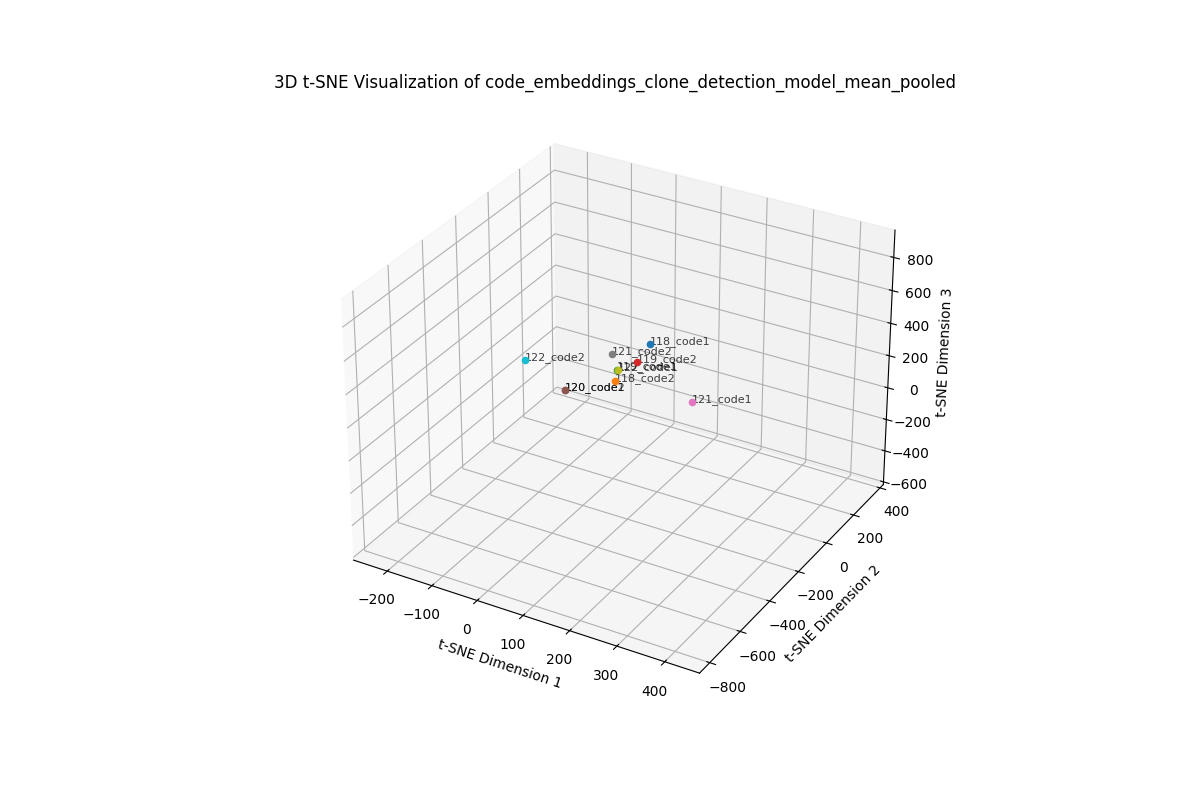 3D t-SNE Visualization of code_embeddings_clone_detection_model_mean_pooled
118_code1
121_code2
119_code2
122_code2
118_code2
121_code1
800
600
400
200
0
−200
−400
−600
t-SNE Dimension 3
400
200
0
−200
−400
−600
−800
t-SNE Dimension 2
−200
−100
0
100
200
300
400
t-SNE Dimension 1